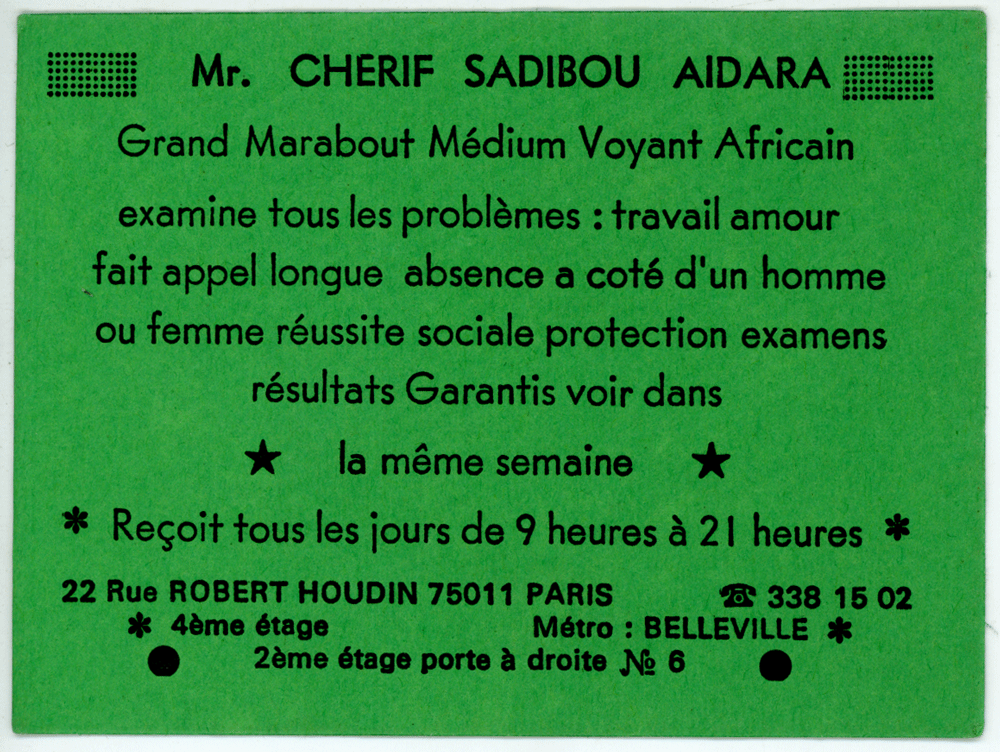 Mr. CHERIF SADIBOU AIDARA
Grand Marabout Médium Voyant Africain
examine tous les problèmes : travail amour
fait appel longue absence a coté d'un homme
ou femme réussite sociale protection examens
résultats Garantis voir dans
★ la même semaine ★
* Reçoit tous les jours de 9 heures à 21 heures *
22 Rue ROBERT HOUDIN 75011 PARIS ☎ 338 15 02
* 4ème étage Métro : BELLEVILLE *
● 2ème étage porte à droite № 6 ●